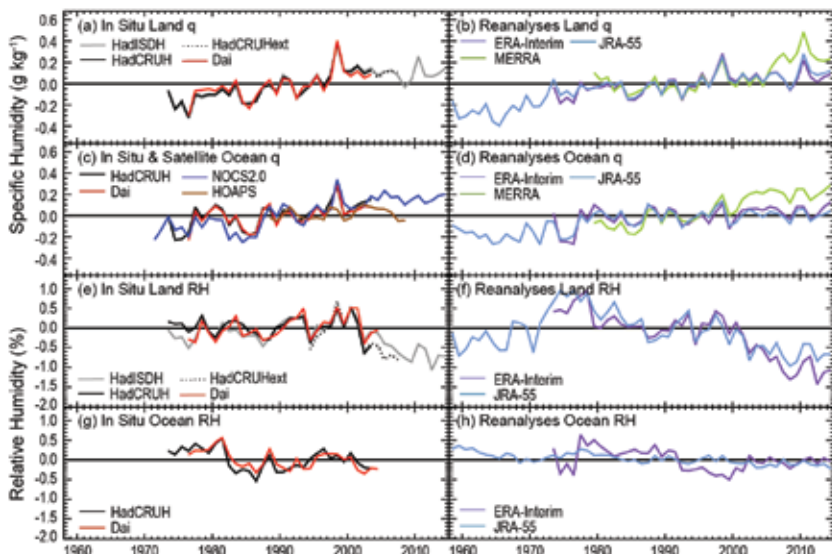 (a) In Situ Land q
HadISDH
HadCRUHext
HadCRUH
Dai
(b) Reanalyses Land q
ERA-Interim
JRA-55
MERRA
0.6
0.4
0.2
0.0
-0.2
-0.4
Specific Humidity (g kg⁻¹)
(c) In Situ & Satellite Ocean q
HadCRUH
NOCS2.0
Dai
HOAPS
(d) Reanalyses Ocean q
ERA-Interim
JRA-55
MERRA
0.6
0.4
0.2
0.0
-0.2
-0.4
(e) In Situ Land RH
HadISDH
HadCRUHext
HadCRUH
Dai
(f) Reanalyses Land RH
ERA-Interim
JRA-55
1.0
0.5
0.0
-0.5
-1.0
-1.5
2.0
Relative Humidity (%)
(g) In Situ Ocean RH
HadCRUH
Dai
(h) Reanalyses Ocean RH
ERA-Interim
JRA-55
1.0
0.5
0.0
-0.5
-1.0
-1.5
-2.0
1960 1970 1980 1990 2000 2010
1960 1970 1980 1990 2000 2010